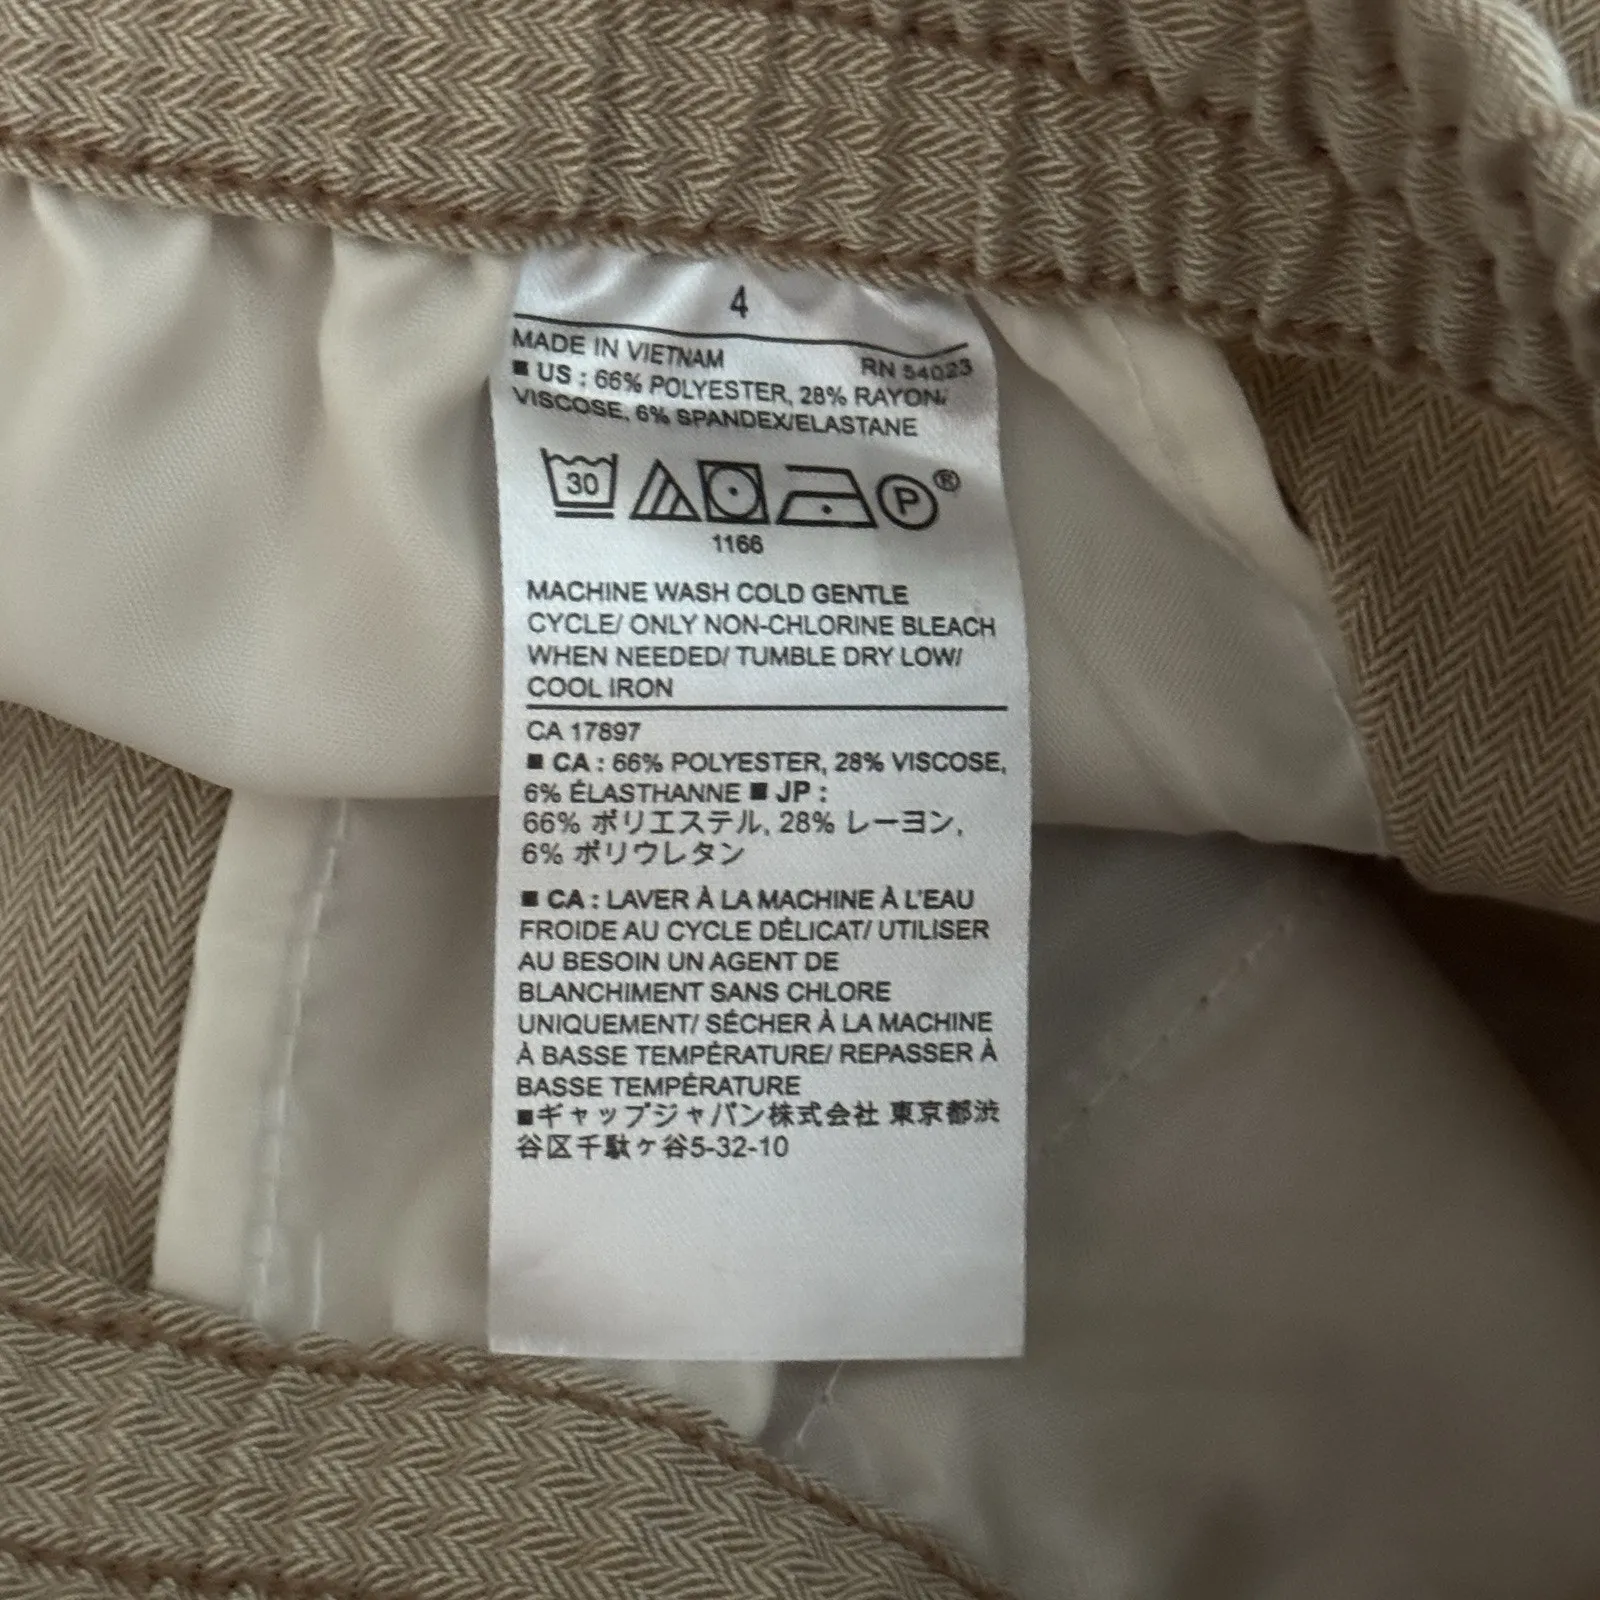 4
MADE IN VIETNAM RN 54023
■ US : 66% POLYESTER, 28% RAYON/
VISCOSE, 6% SPANDEX/ELASTANE
30 P®
1166
MACHINE WASH COLD GENTLE
CYCLE/ ONLY NON-CHLORINE BLEACH
WHEN NEEDED/ TUMBLE DRY LOW/
COOL IRON
CA 17897
■ CA : 66% POLYESTER, 28% VISCOSE,
6% ÉLASTHANNE ■ JP :
66% ポリエステル, 28% レーヨン,
6% ポリウレタン
■ CA : LAVER À LA MACHINE À L'EAU
FROIDE AU CYCLE DÉLICAT/ UTILISER
AU BESOIN UN AGENT DE
BLANCHIMENT SANS CHLORE
UNIQUEMENT/ SÉCHER À LA MACHINE
À BASSE TEMPÉRATURE/ REPASSER À
BASSE TEMPÉRATURE
■ギャップジャパン株式会社 東京都渋
谷区千駄ヶ谷5-32-10